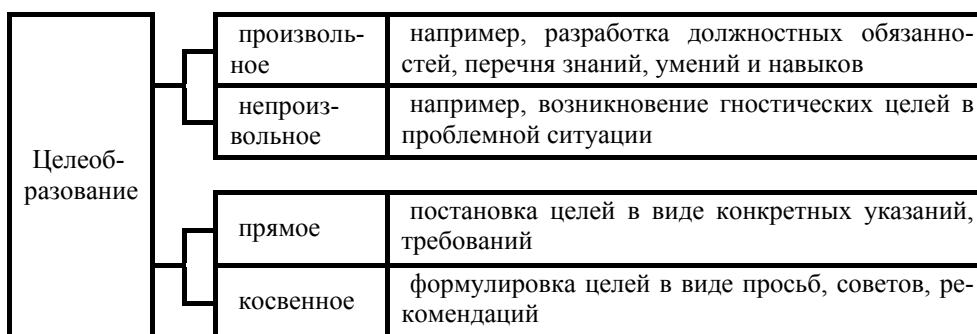 Целеоб-
разование
произволь-
ное
например, разработка должностных обязанно-
стей, перечня знаний, умений и навыков
непроиз-
вольное
например, возникновение гностических целей в
проблемной ситуации
прямое
постановка целей в виде конкретных указаний,
требований
косвенное
формулировка целей в виде просьб, советов, ре-
комендаций